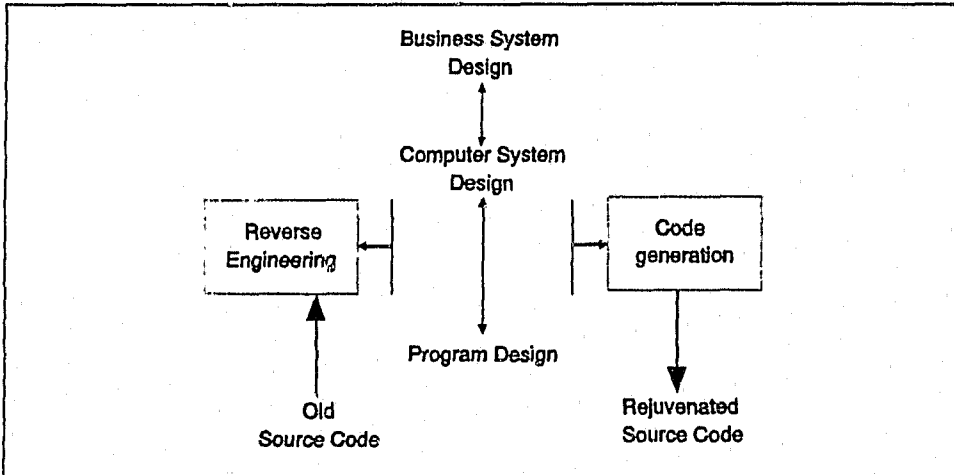 Business System
Design
Computer System
Design
Reverse
Engineering
Code
generation
Program Design
Old
Source Code
Rejuvenated
Source Code